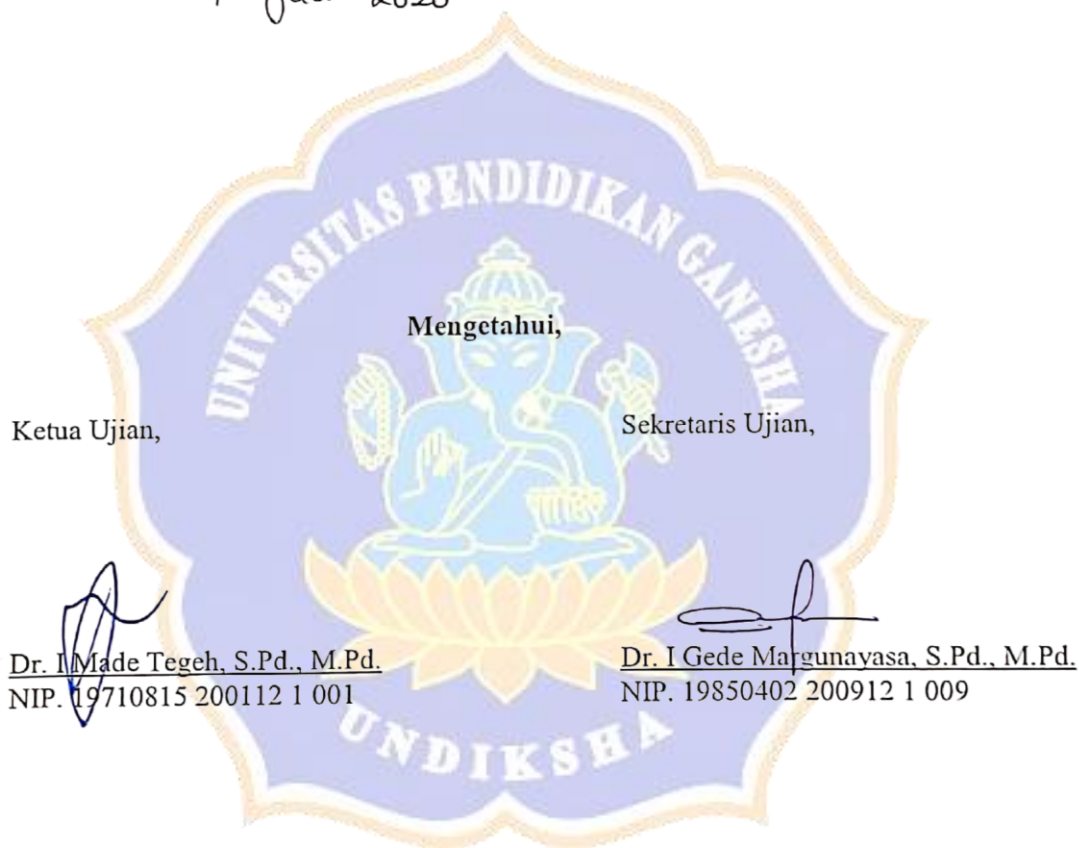 UNIVERSITAS PENDIDIKAN GANESHA
Mengetahui,
Ketua Ujian,
Sekretaris Ujian,
Dr. I Made Tegeh, S.Pd., M.Pd.
NIP. 19710815 200112 1 001
Dr. I Gede Margunayasa, S.Pd., M.Pd.
NIP. 19850402 200912 1 009
UNDIKSHA